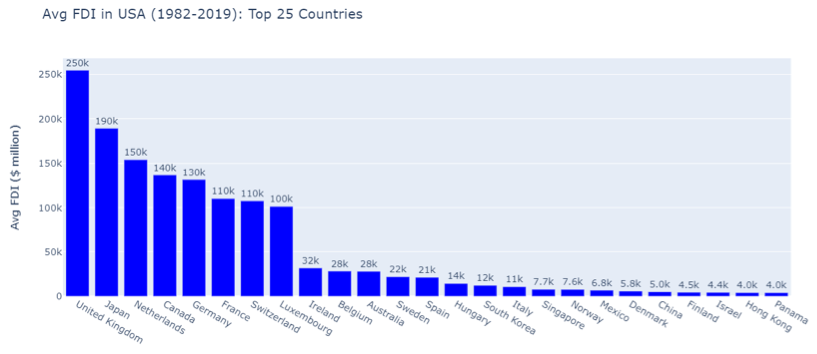 Avg FDI in USA (1982-2019): Top 25 Countries
Avg FDI ($ million)
250k
200k
150k
100k
50k
0
250k
190k
150k
140k
130k
110k
110k
100k
32k
28k
28k
22k
21k
14k
12k
11k
7.7k
7.6k
6.8k
5.8k
5.0k
4.5k
4.4k
4.0k
4.0k
United Kingdom
Japan
Netherlands
Canada
Germany
France
Switzerland
Luxembourg
Ireland
Belgium
Australia
Sweden
Spain
Hungary
South Korea
Italy
Singapore
Norway
Mexico
Denmark
China
Finland
Israel
Hong Kong
Panama